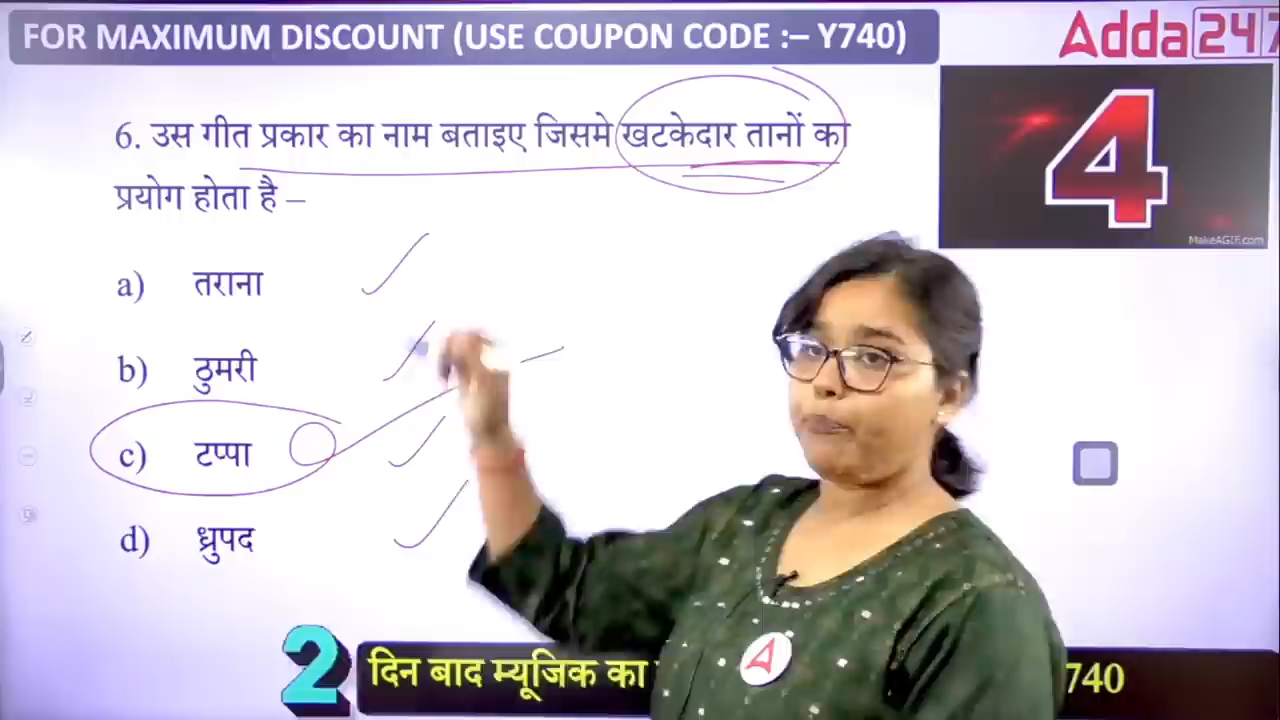 FOR MAXIMUM DISCOUNT (USE COUPON CODE :– Y740)
Adda247
6. उस गीत प्रकार का नाम बताइए जिसमे खटकेदार तानों का
प्रयोग होता है –
4
MakeAGIF.com
a) तराना
b) ठुमरी
c) टप्पा
d) ध्रुपद
2 दिन बाद म्यूजिक का
740